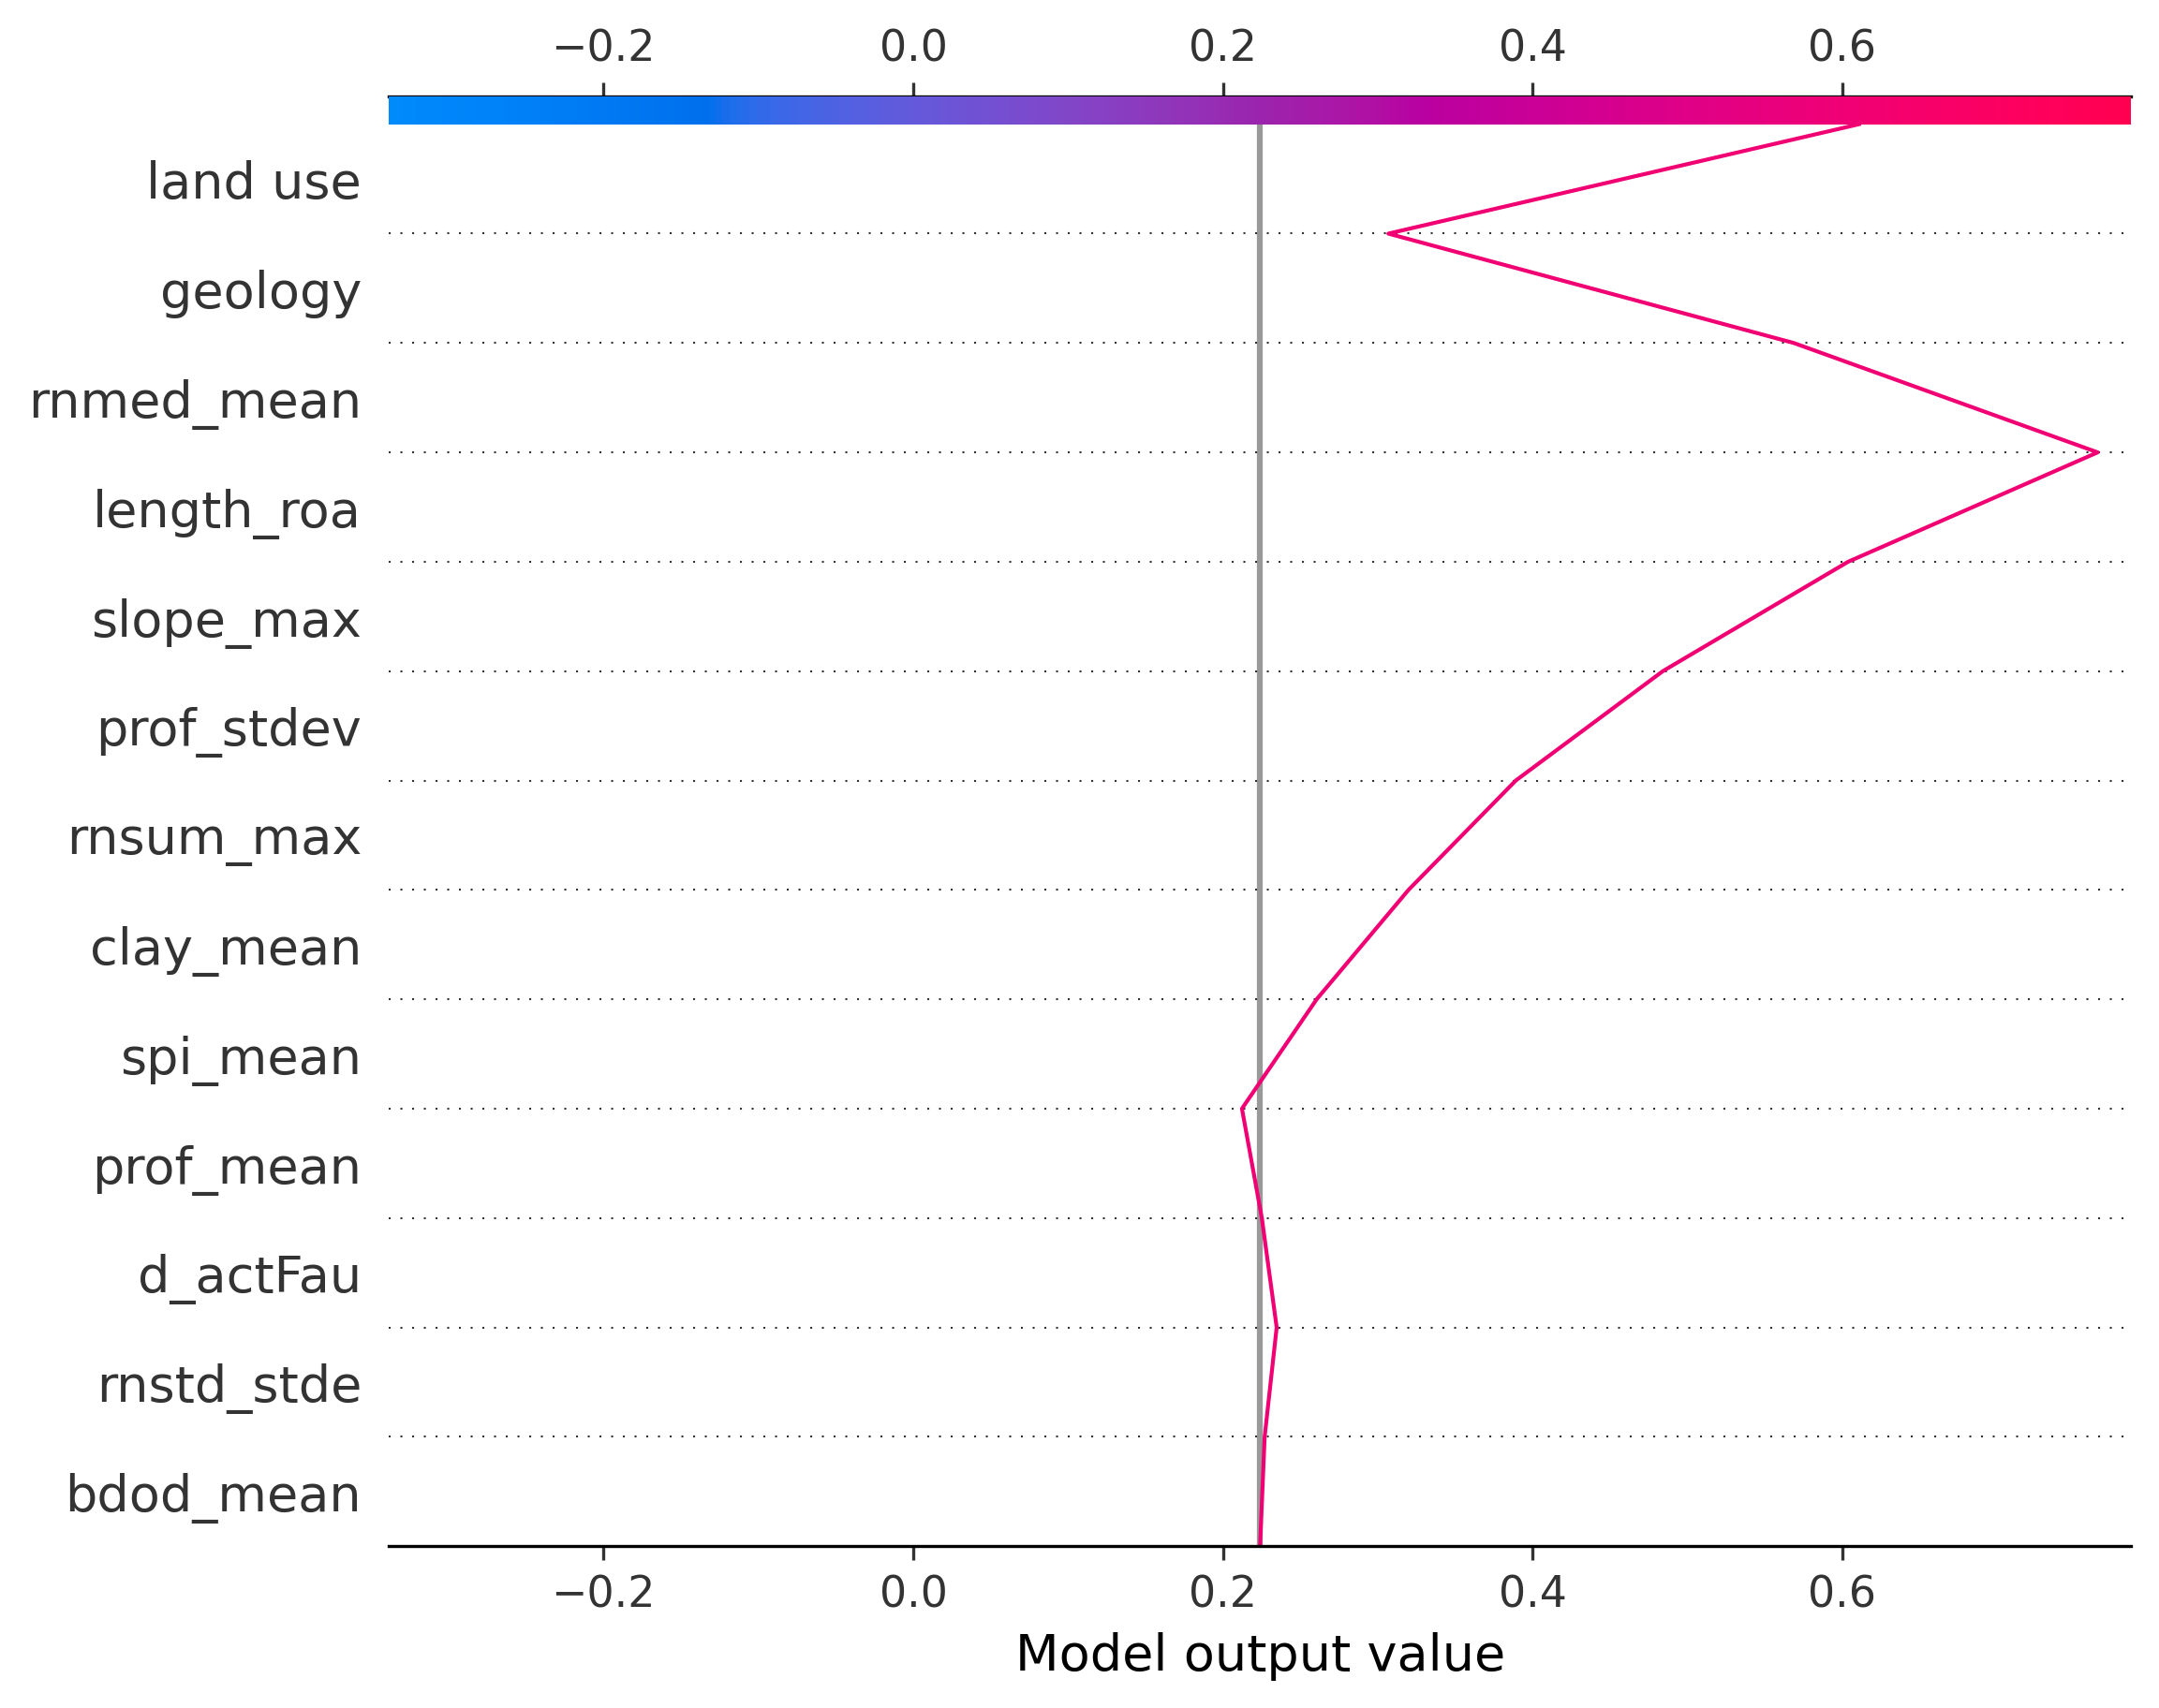 −0.2 0.0 0.2 0.4 0.6
land use
geology
rnmed_mean
length_roa
slope_max
prof_stdev
rnsum_max
clay_mean
spi_mean
prof_mean
d_actFau
rnstd_stde
bdod_mean
−0.2 0.0 0.2 0.4 0.6
Model output value